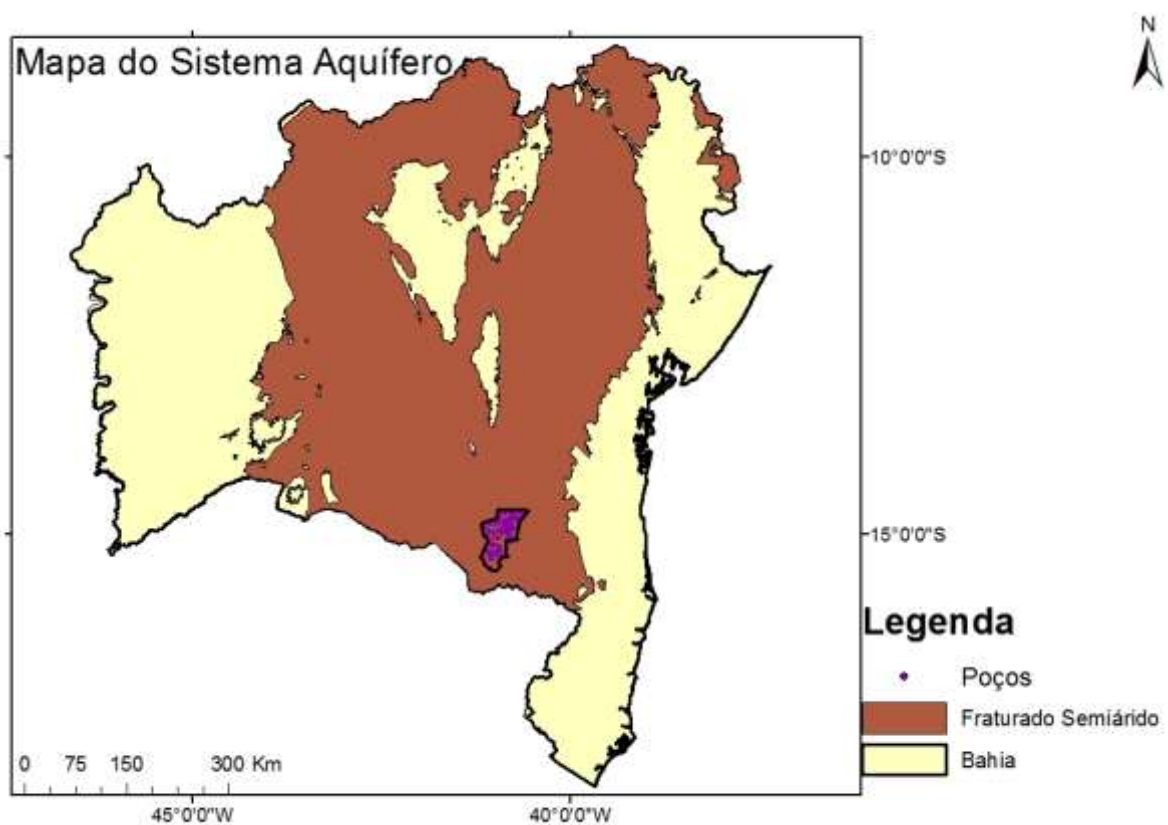 N
Mapa do Sistema Aquífero
10°0'0"S
15°0'0"S
Legenda
Poços
Fraturado Semiárido
Bahia
0 75 150 300 Km
45°0'0"W 40°0'0"W